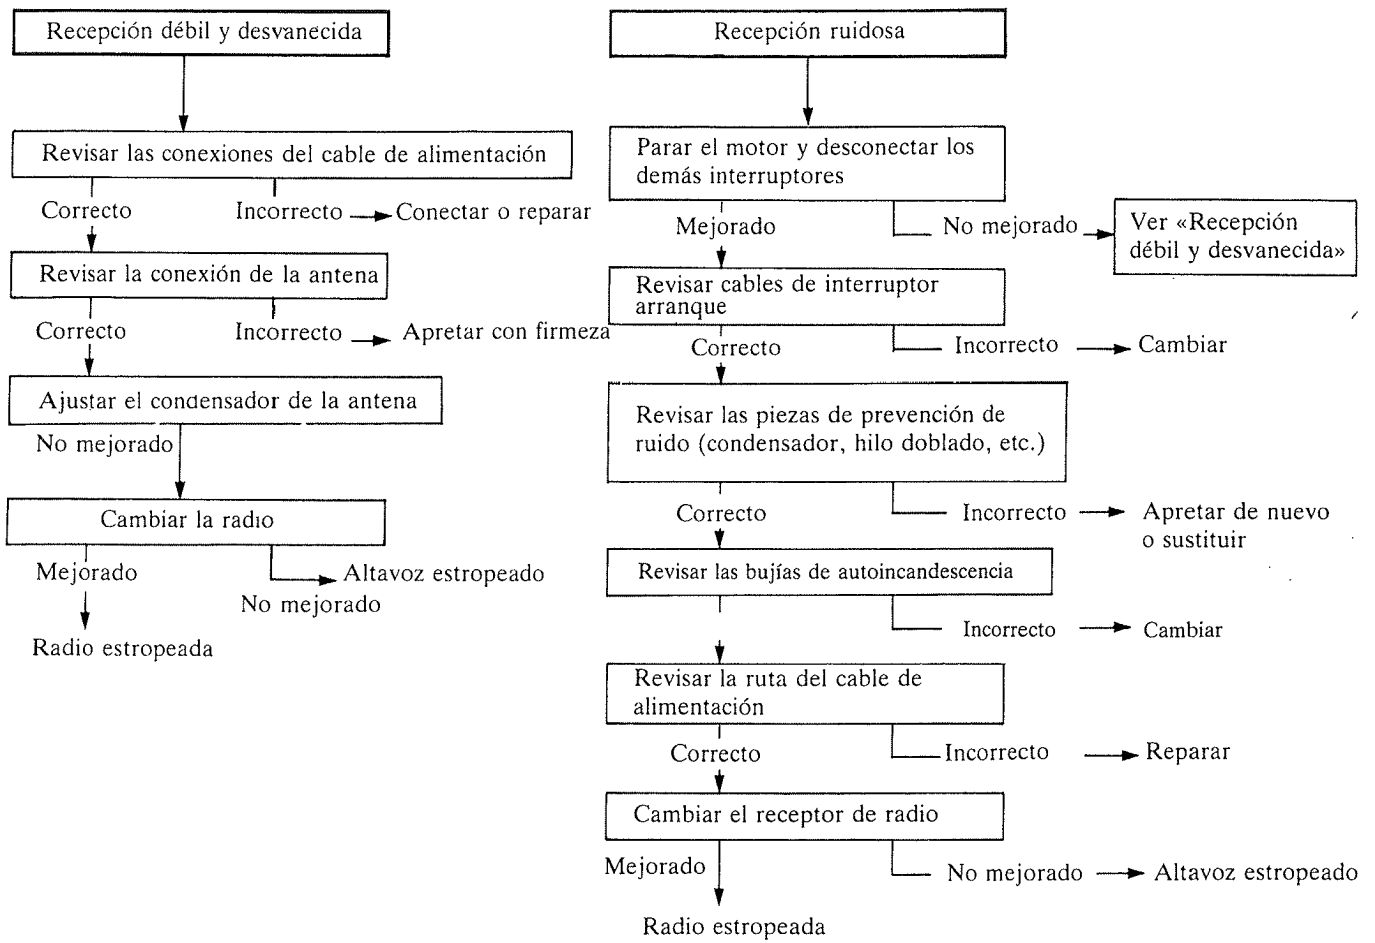 Recepción débil y desvanecida
Revisar las conexiones del cable de alimentación
Correcto
Incorrecto
Conectar o reparar
Revisar la conexión de la antena
Correcto
Incorrecto
Apretar con firmeza
Ajustar el condensador de la antena
No mejorado
Cambiar la radio
Mejorado
Altavoz estropeado
No mejorado
Radio estropeada
Recepción ruidosa
Parar el motor y desconectar los
demás interruptores
Mejorado
No mejorado
Ver «Recepción
débil y desvanecida»
Revisar cables de interruptor
arranque
Correcto
Incorrecto
Cambiar
Revisar las piezas de prevención de
ruido (condensador, hilo doblado, etc.)
Correcto
Incorrecto
Apretar de nuevo
o sustituir
Revisar las bujías de autoincandescencia
Incorrecto
Cambiar
Revisar la ruta del cable de
alimentación
Correcto
Incorrecto
Reparar
Cambiar el receptor de radio
Mejorado
No mejorado
Altavoz estropeado
Radio estropeada